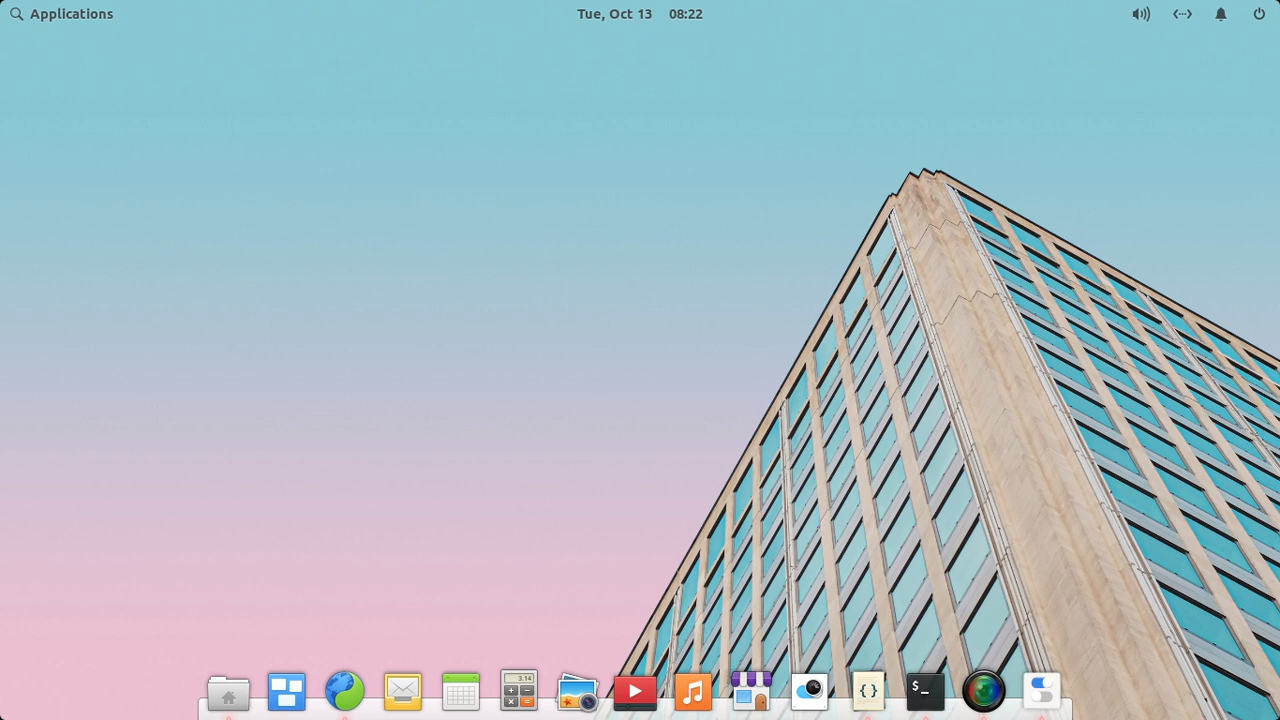 Applications
Tue, Oct 13 08:22
3.14
{}
$_